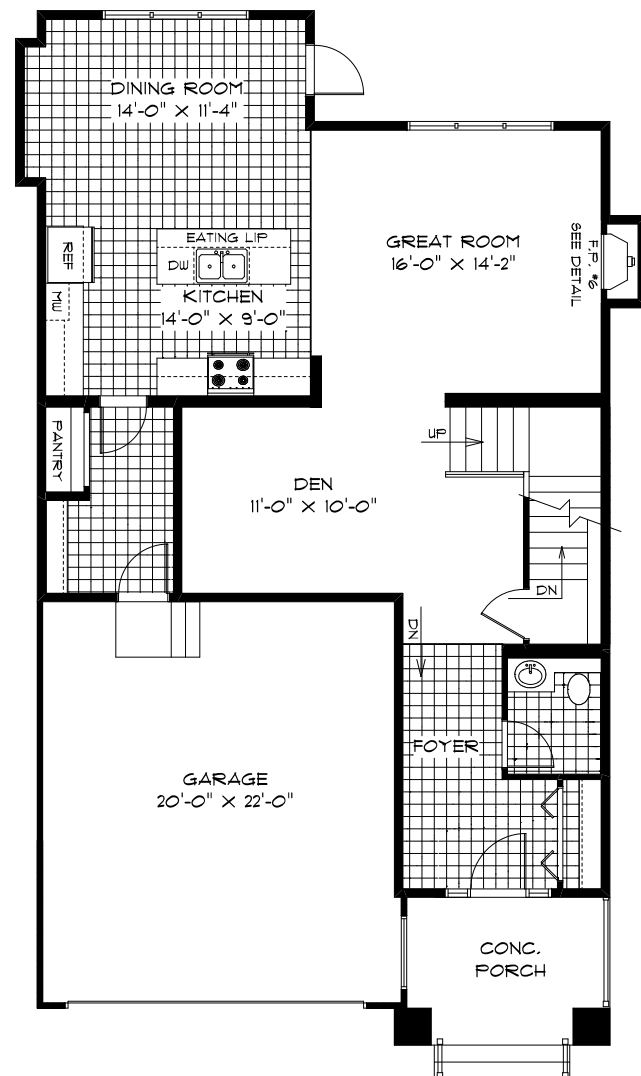 DINING ROOM
14'-0" X 11'-4"
GREAT ROOM
16'-0" X 14'-2"
F.P. #6
SEE DETAIL
EATING LIP
DW
REF
MW
KITCHEN
14'-0" X 9'-0"
PANTRY
UP
DEN
11'-0" X 10'-0"
DN
DN
FOYER
GARAGE
20'-0" X 22'-0"
CONC.
PORCH